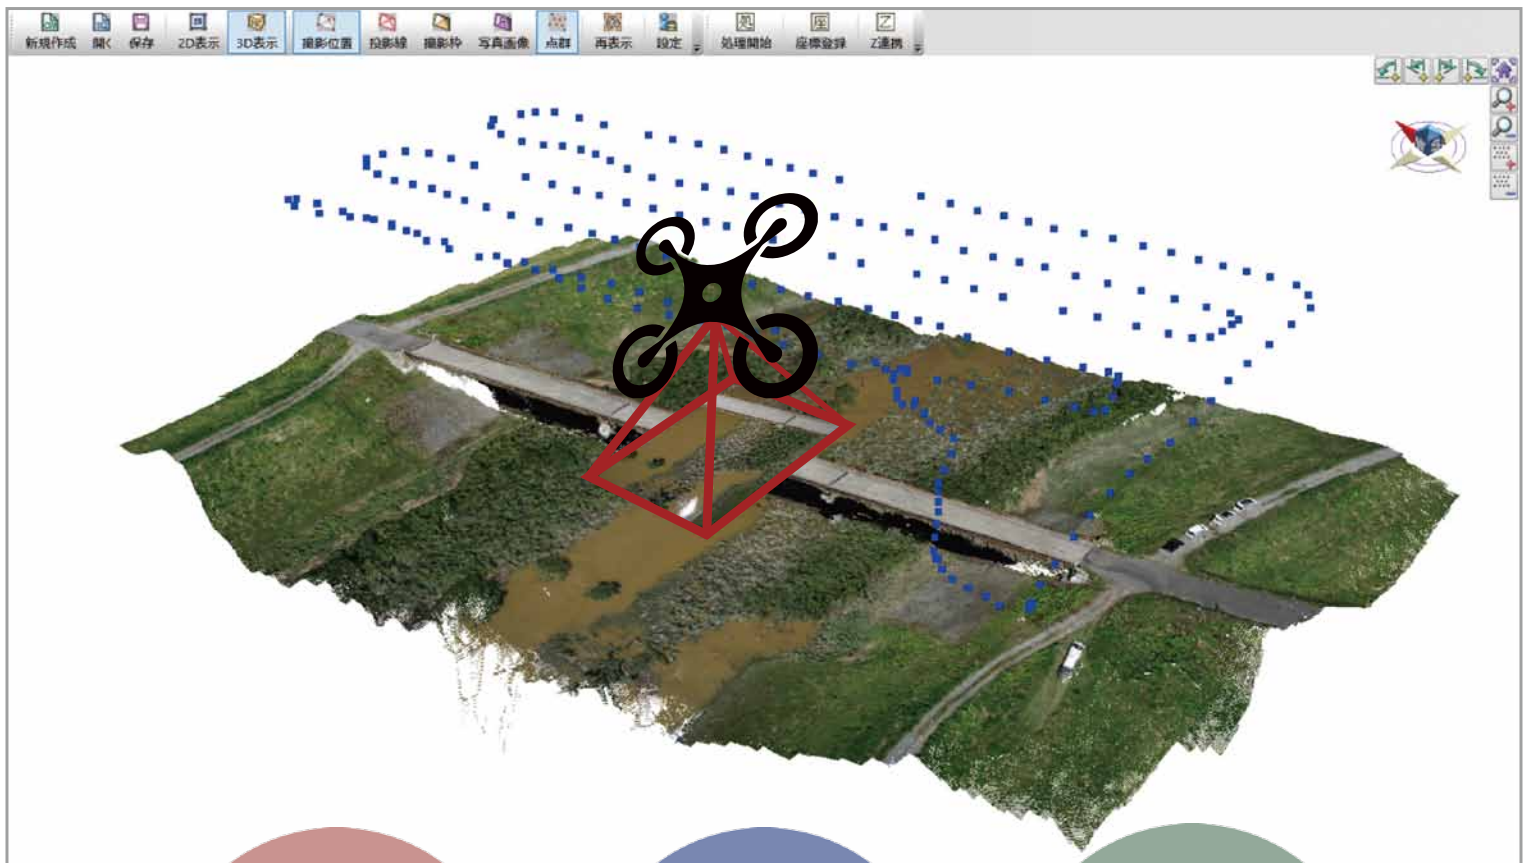 新規作成 開く 保存 2D表示 3D表示 撮影位置 投影線 撮影枠 写真画像 点群 再表示 設定 処理開始 座標登録 Z連携